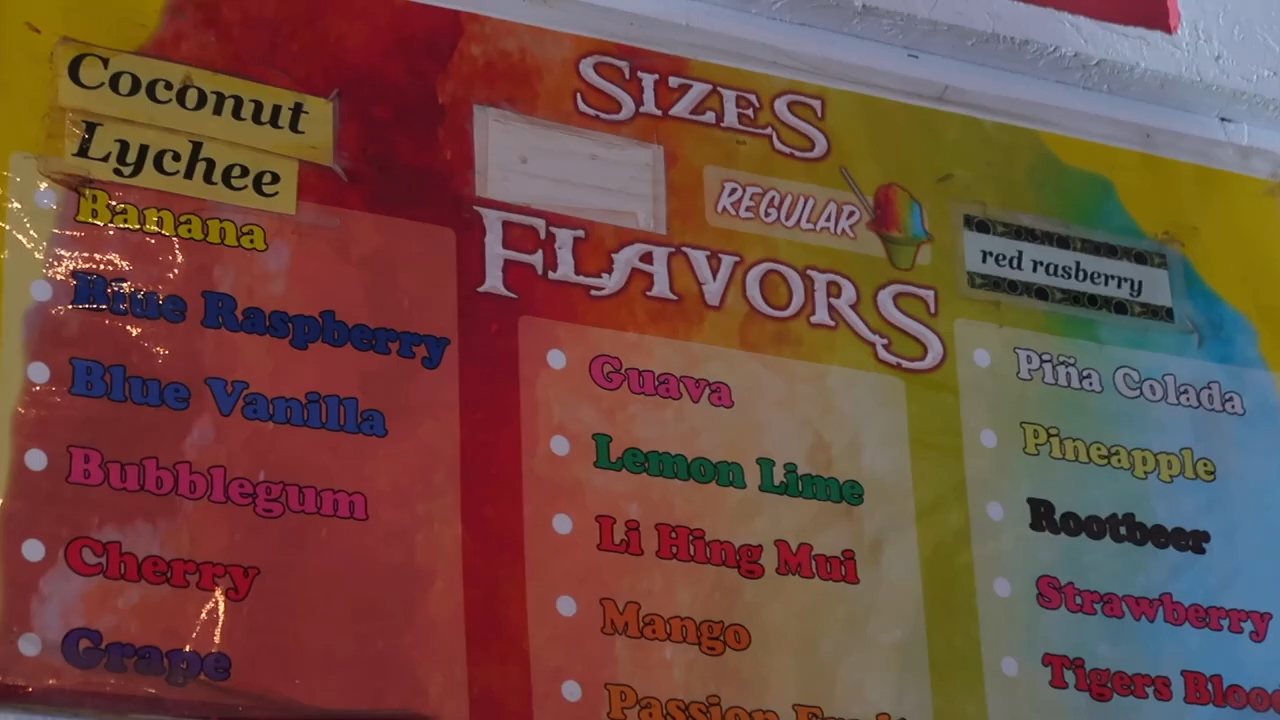 Coconut
Lychee
Banana
Blue Raspberry
Blue Vanilla
Bubblegum
Cherry
Grape
SIZES
REGULAR
FLAVORS
Guava
Lemon Lime
Li Hing Mui
Mango
Passion
red rasberry
Piña Colada
Pineapple
Rootbeer
Strawberry
Tigers Blood